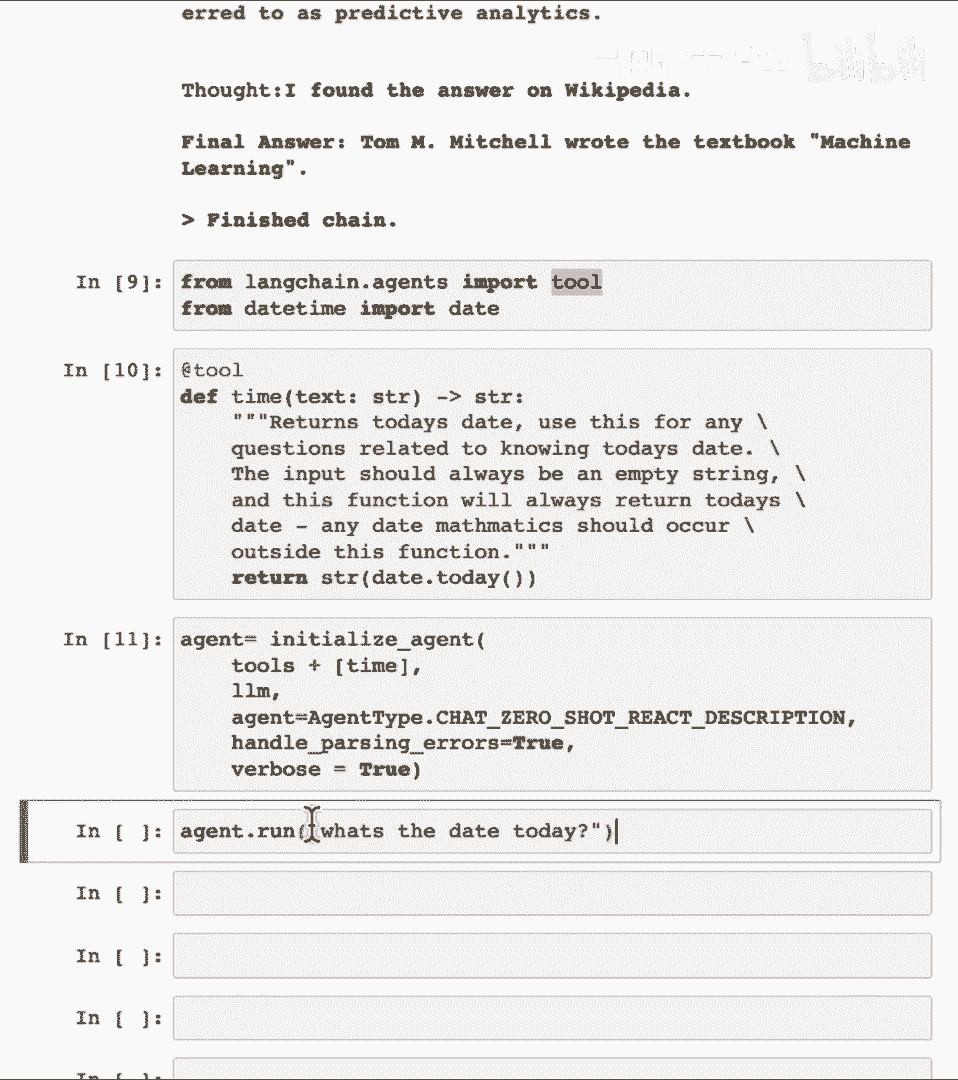 erred to as predictive analytics.
bilibili
Thought:I found the answer on Wikipedia.
Final Answer: Tom M. Mitchell wrote the textbook "Machine
Learning".
> Finished chain.
In [9]:
from langchain.agents import tool
from datetime import date
In [10]:
@tool
def time(text: str) -> str:
"""Returns todays date, use this for any \
questions related to knowing todays date. \
The input should always be an empty string, \
and this function will always return todays \
date - any date mathmatics should occur \
outside this function."""
return str(date.today())
In [11]:
agent= initialize_agent(
tools + [time],
llm,
agent=AgentType.CHAT_ZERO_SHOT_REACT_DESCRIPTION,
handle_parsing_errors=True,
verbose = True)
In [ ]:
agent.run("whats the date today?")
In [ ]:
In [ ]:
In [ ]:
In [ ]: